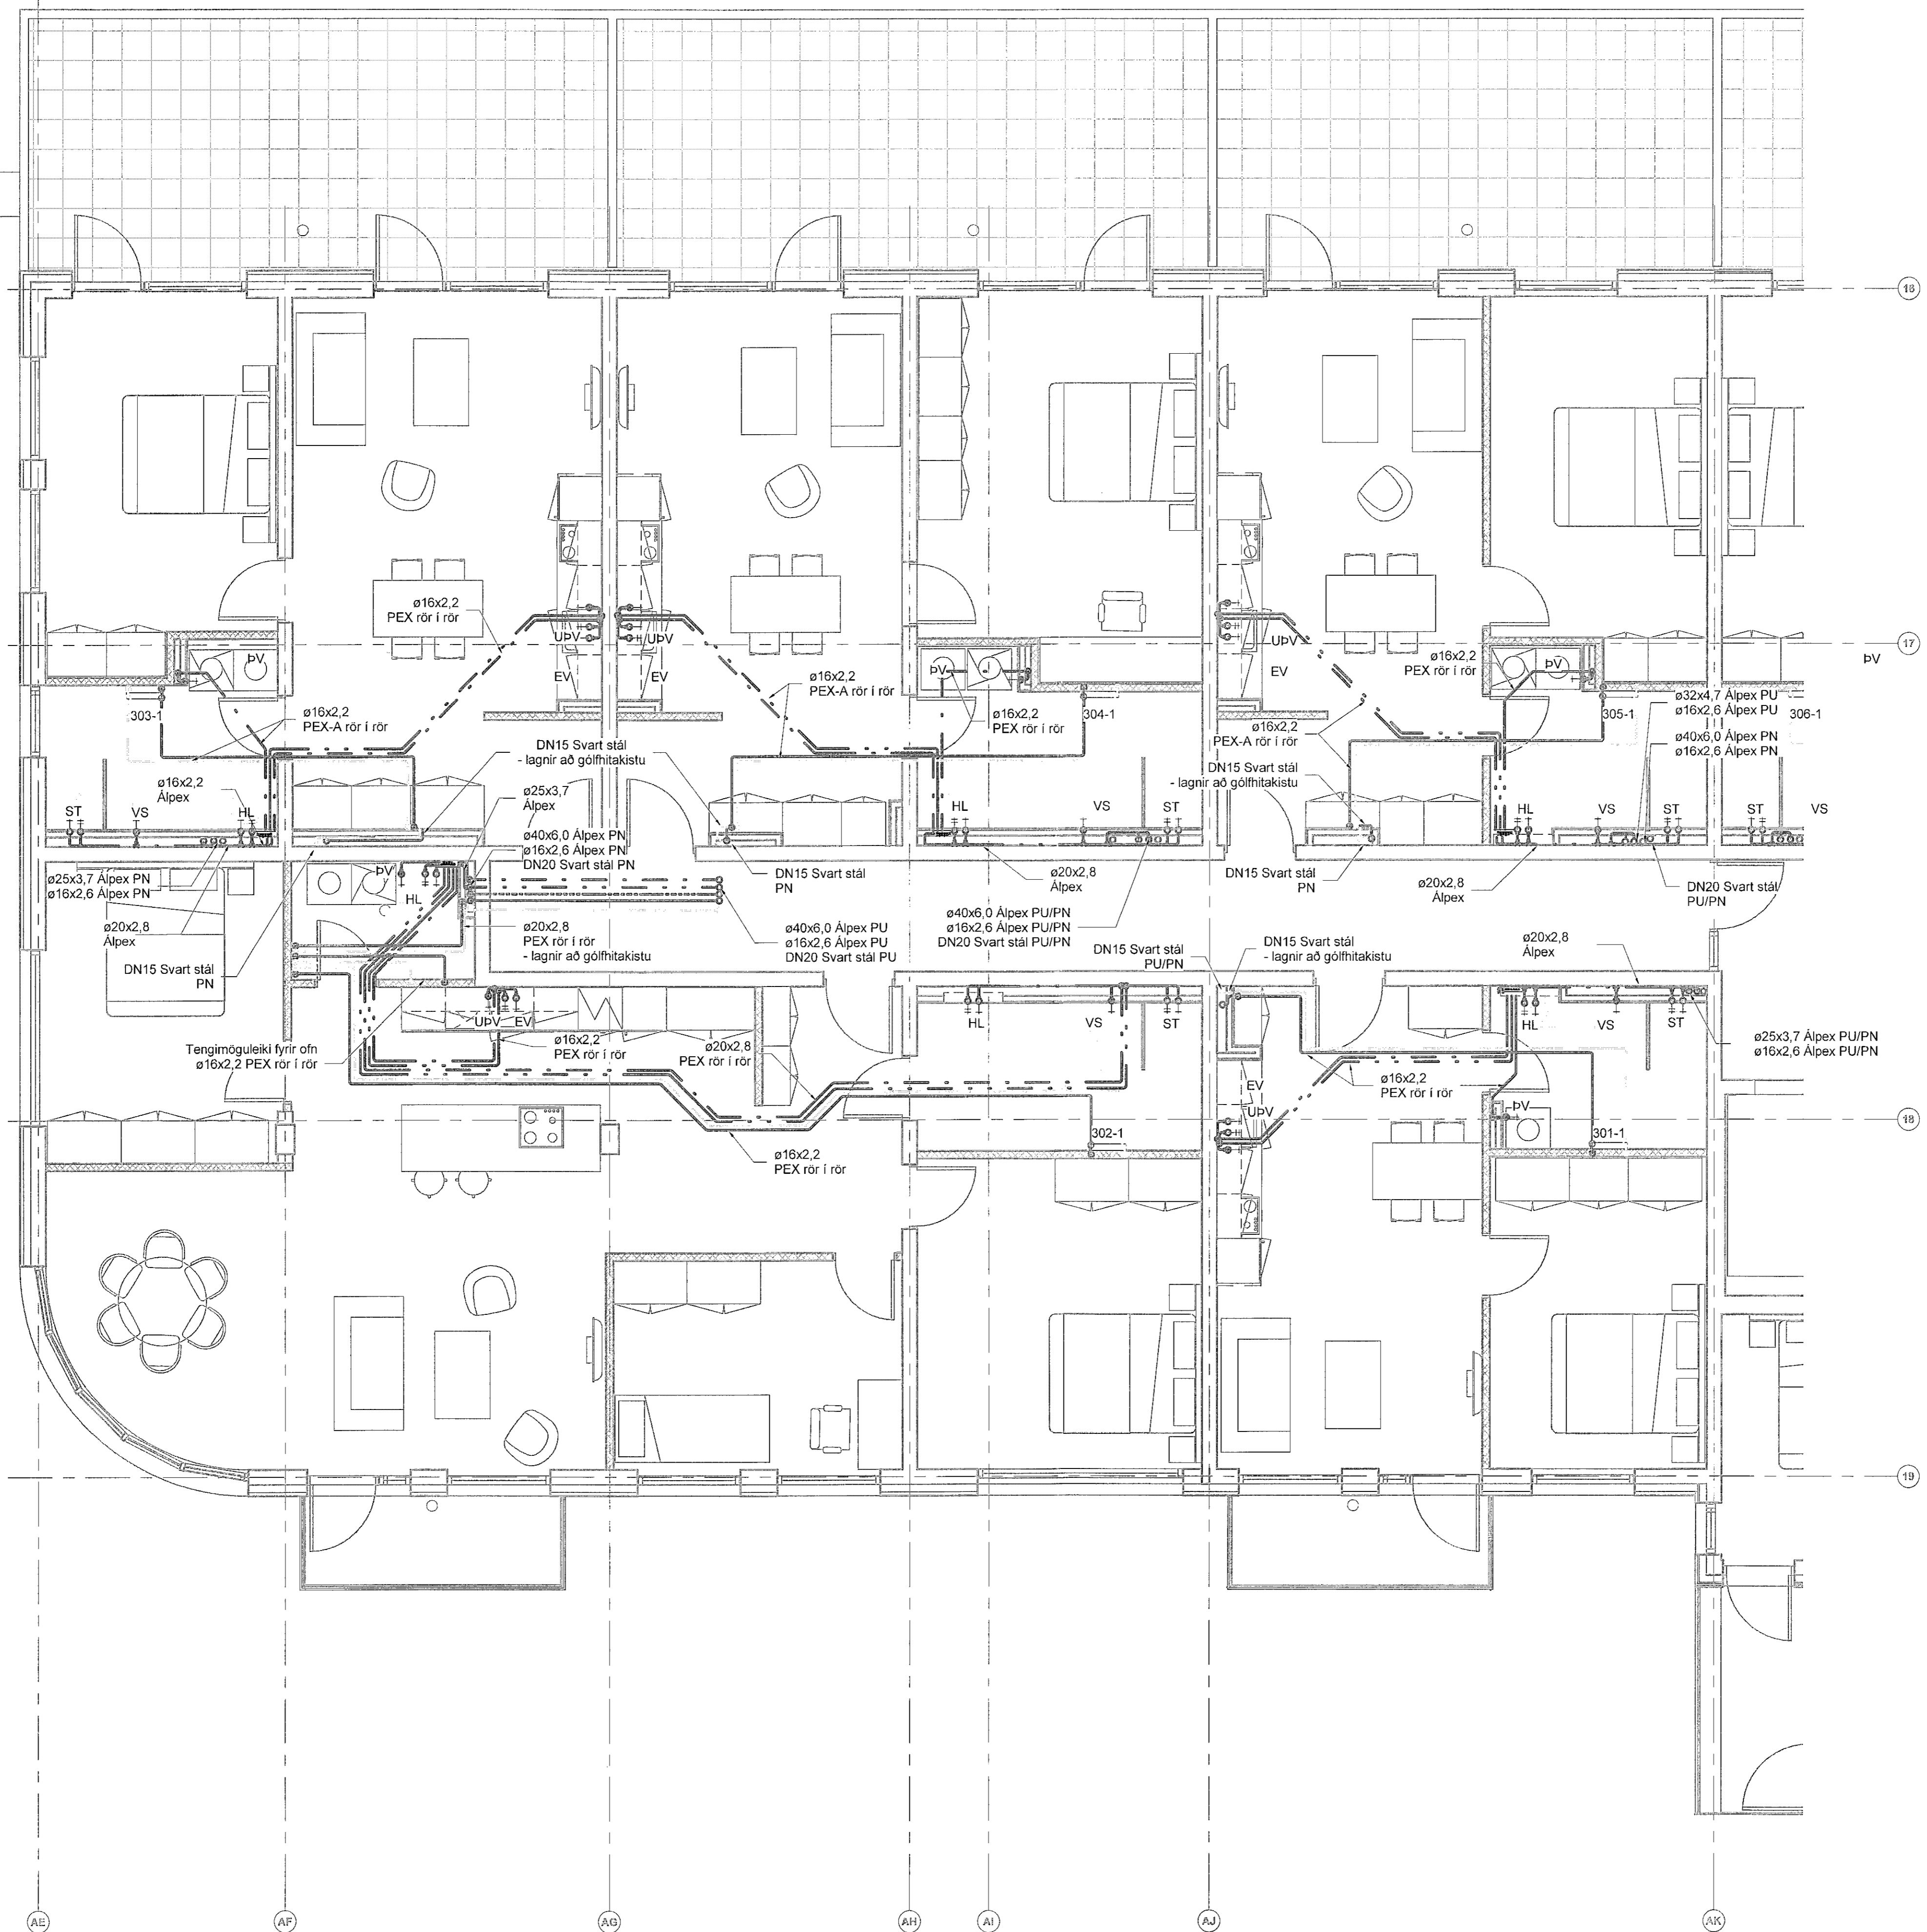 16
ø16x2,2
PEX rör í rör
UÞV
UÞV
EV
EV
ÞV
303-1
ø16x2,2
PEX-A rör í rör
ø16x2,2
PEX-A rör í rör
ÞV
ø16x2,2
PEX rör í rör
304-1
UÞV
EV
ø16x2,2
PEX rör í rör
ÞV
17
ÞV
ø32x4,7 Álpex PU
ø16x2,6 Álpex PU
305-1
306-1
ø16x2,2
PEX-A rör í rör
ø40x6,0 Álpex PN
ø16x2,6 Álpex PN
DN15 Svart stál
- lagnir að gólfhitakistu
DN15 Svart stál
- lagnir að gólfhitakistu
ø16x2,2
Álpex
ø25x3,7
Álpex
ST
VS
HL
HL
VS
ST
HL
VS
ST
ST
VS
ø40x6,0 Álpex PN
ø16x2,6 Álpex PN
DN20 Svart stál PN
ø25x3,7 Álpex PN
ø16x2,6 Álpex PN
ÞV
HL
DN15 Svart stál
PN
ø20x2,8
Álpex
DN15 Svart stál
PN
ø20x2,8
Álpex
DN20 Svart stál
PU/PN
ø20x2,8
Álpex
DN15 Svart stál
PN
ø20x2,8
PEX rör í rör
- lagnir að gólfhitakistu
ø40x6,0 Álpex PU
ø16x2,6 Álpex PU
DN20 Svart stál PU
ø40x6,0 Álpex PU/PN
ø16x2,6 Álpex PU/PN
DN20 Svart stál PU/PN
DN15 Svart stál
PU/PN
DN15 Svart stál
- lagnir að gólfhitakistu
ø20x2,8
Álpex
UÞV
EV
HL
VS
ST
HL
VS
ST
ø25x3,7 Álpex PU/PN
ø16x2,6 Álpex PU/PN
Tengimöguleiki fyrir ofn
ø16x2,2 PEX rör í rör
ø16x2,2
PEX rör í rör
ø20x2,8
PEX rör í rör
EV
UÞV
ø16x2,2
PEX rör í rör
ÞV
18
302-1
301-1
ø16x2,2
PEX rör í rör
19
AE
AF
AG
AH
AI
AJ
AK